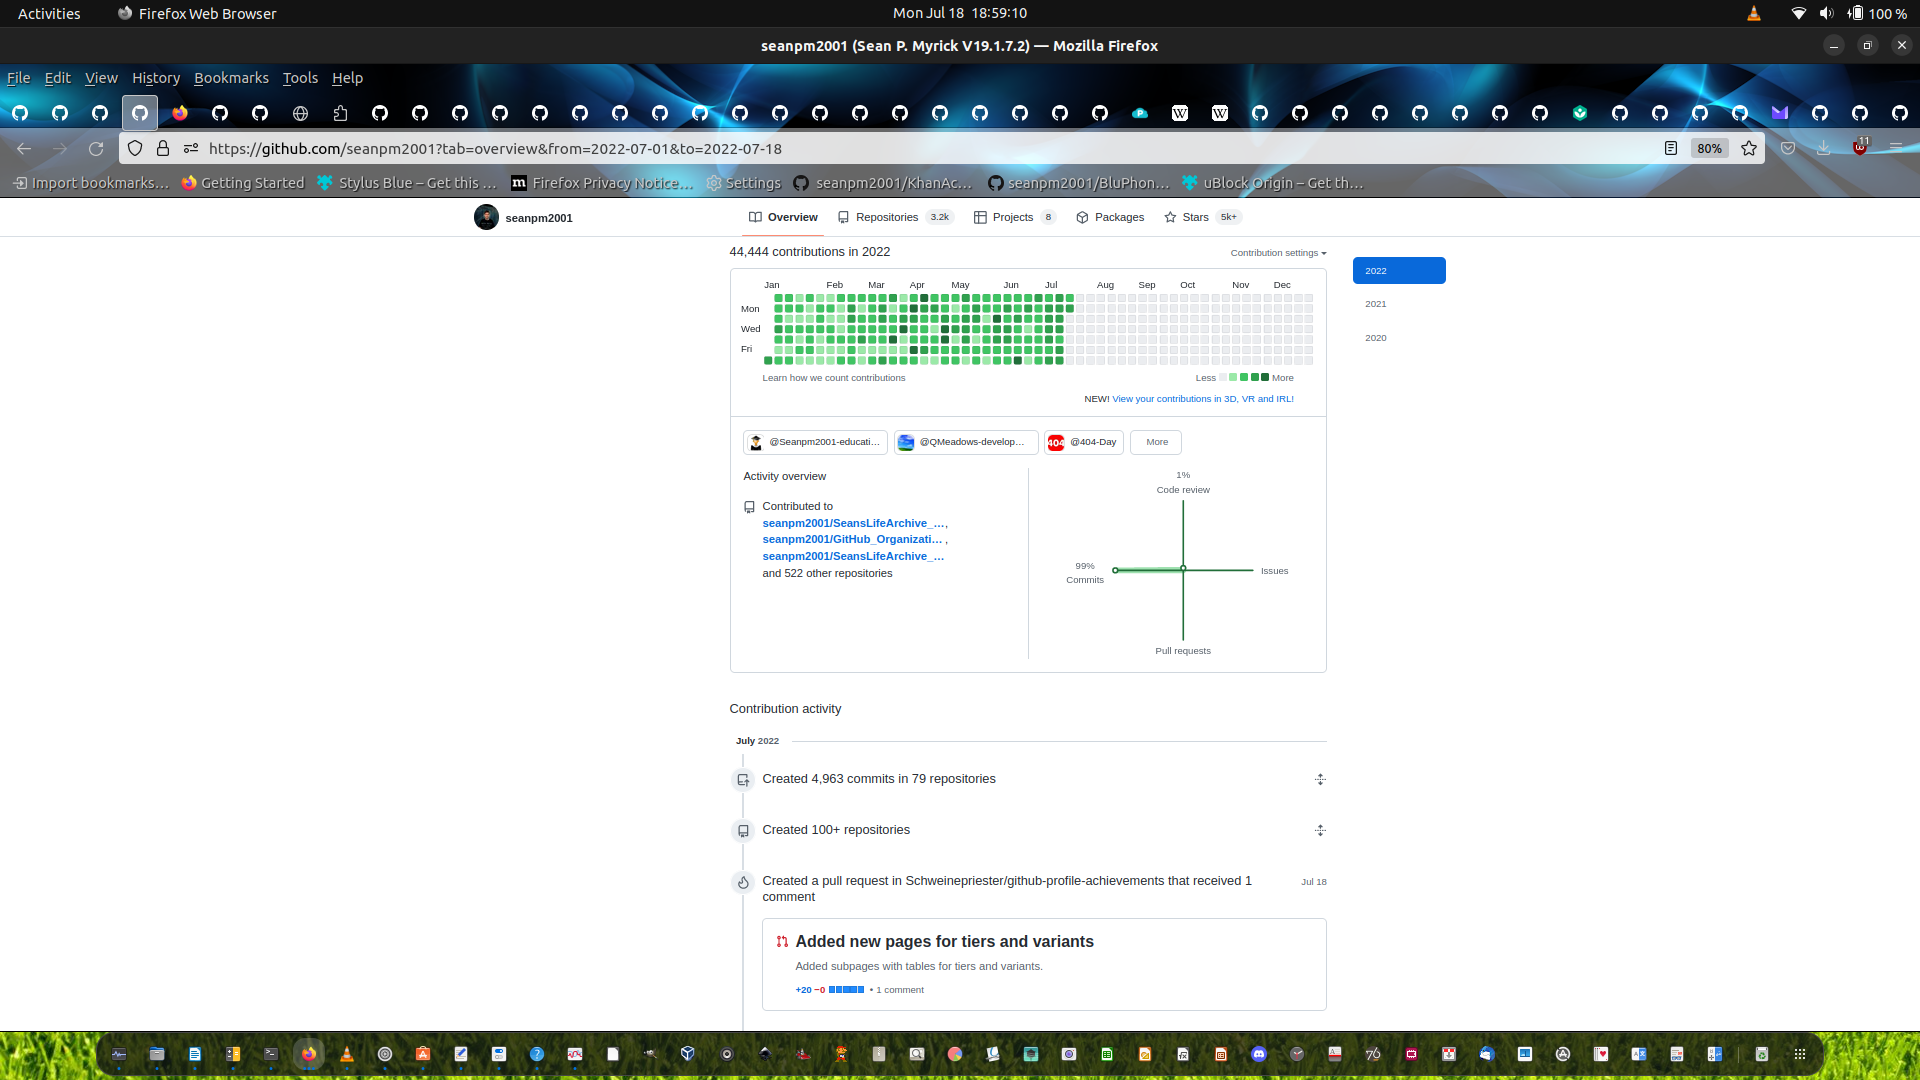 Activities Firefox Web Browser Mon Jul 18 18:59:10 100 %
seanpm2001 (Sean P. Myrick V19.1.7.2) — Mozilla Firefox
File Edit View History Bookmarks Tools Help
https://github.com/seanpm2001?tab=overview&from=2022-07-01&to=2022-07-18 80% 11
Import bookmarks… Getting Started Stylus Blue – Get this … Firefox Privacy Notice… Settings seanpm2001/KhanAc… seanpm2001/BluPhon… uBlock Origin – Get th…
seanpm2001 Overview Repositories 3.2k Projects 8 Packages Stars 5k+
44,444 contributions in 2022 Contribution settings
2022
2021
2020
Jan Feb Mar Apr May Jun Jul Aug Sep Oct Nov Dec
Mon
Wed
Fri
Learn how we count contributions Less More
NEW! View your contributions in 3D, VR and IRL!
@Seanpm2001-educati… @QMeadows-develop… 404 @404-Day More
Activity overview
Contributed to
seanpm2001/SeansLifeArchive_…,
seanpm2001/GitHub_Organizati… ,
seanpm2001/SeansLifeArchive_…
and 522 other repositories
1%
Code review
99%
Commits
Issues
Pull requests
Contribution activity
July 2022
Created 4,963 commits in 79 repositories
Created 100+ repositories
Created a pull request in Schweinepriester/github-profile-achievements that received 1 Jul 18
comment
Added new pages for tiers and variants
Added subpages with tables for tiers and variants.
+20 −0 • 1 comment